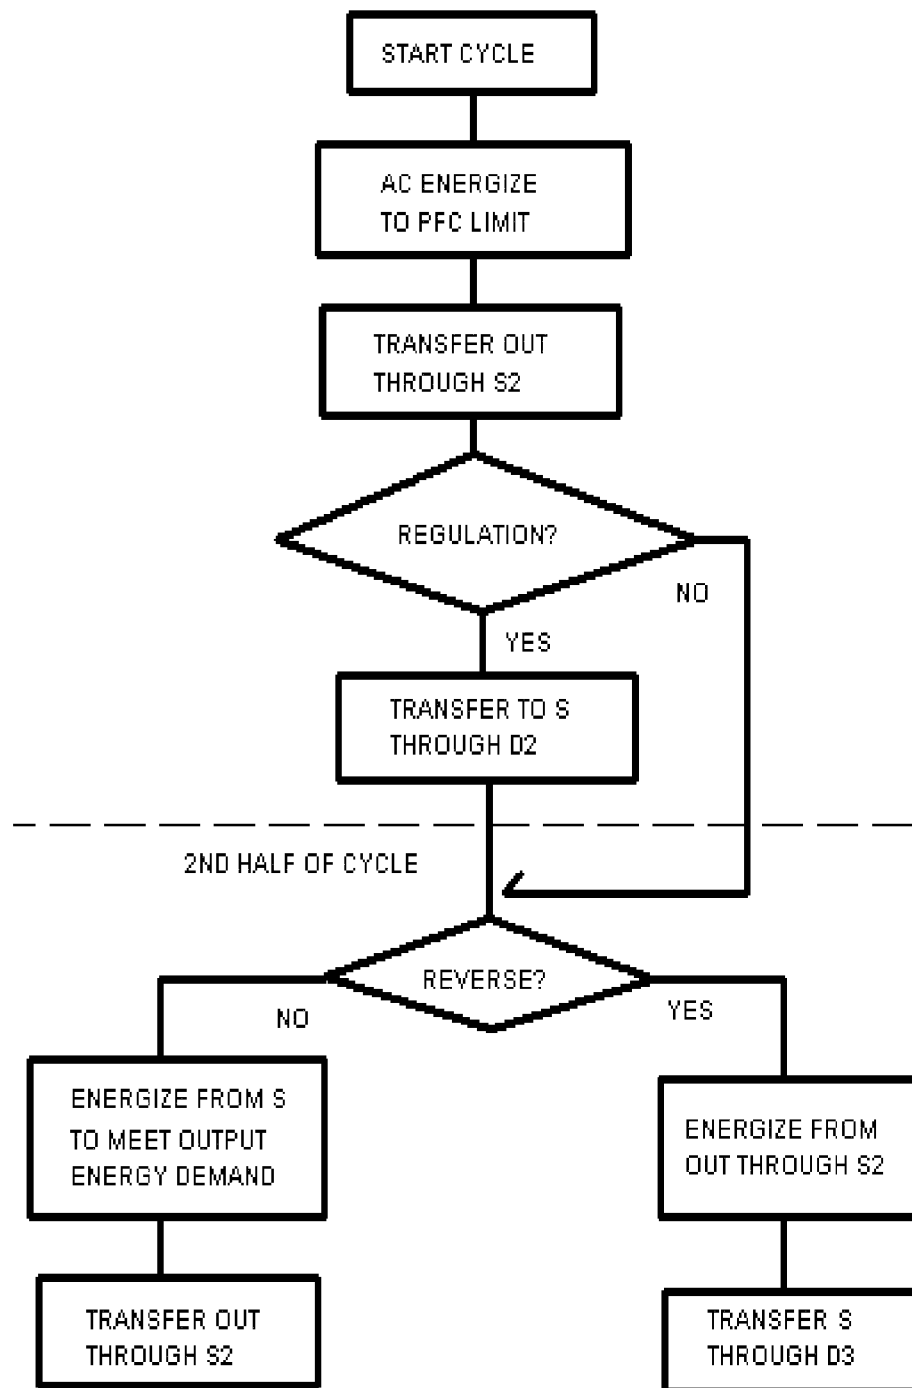 START CYCLE
AC ENERGIZE
TO PFC LIMIT
TRANSFER OUT
THROUGH S2
REGULATION?
NO
YES
TRANSFER TO S
THROUGH D2
2ND HALF OF CYCLE
REVERSE?
NO
YES
ENERGIZE FROM S
TO MEET OUTPUT
ENERGY DEMAND
ENERGIZE FROM
OUT THROUGH S2
TRANSFER OUT
THROUGH S2
TRANSFER S
THROUGH D3